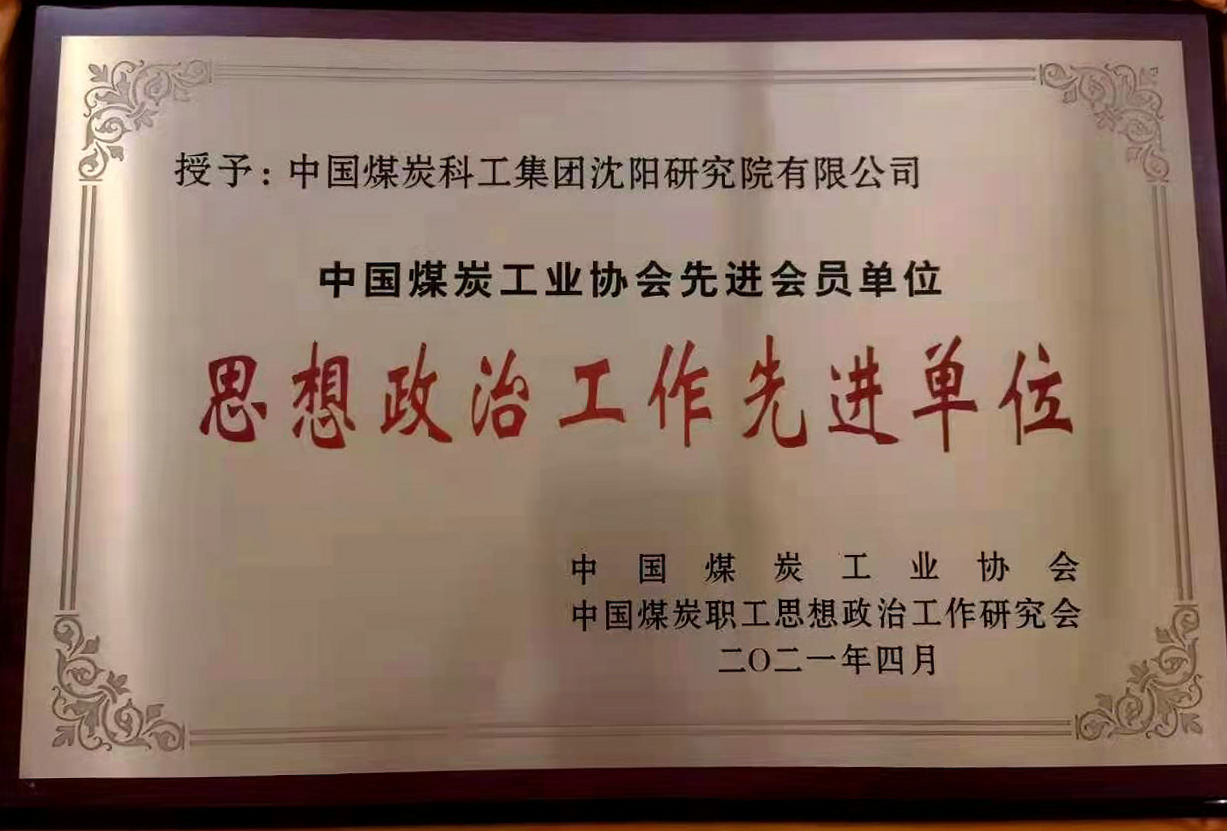 授予：中国煤炭科工集团沈阳研究院有限公司
中国煤炭工业协会先进会员单位
思想政治工作先进单位
中国煤炭工业协会
中国煤炭职工思想政治工作研究会
二〇二一年四月